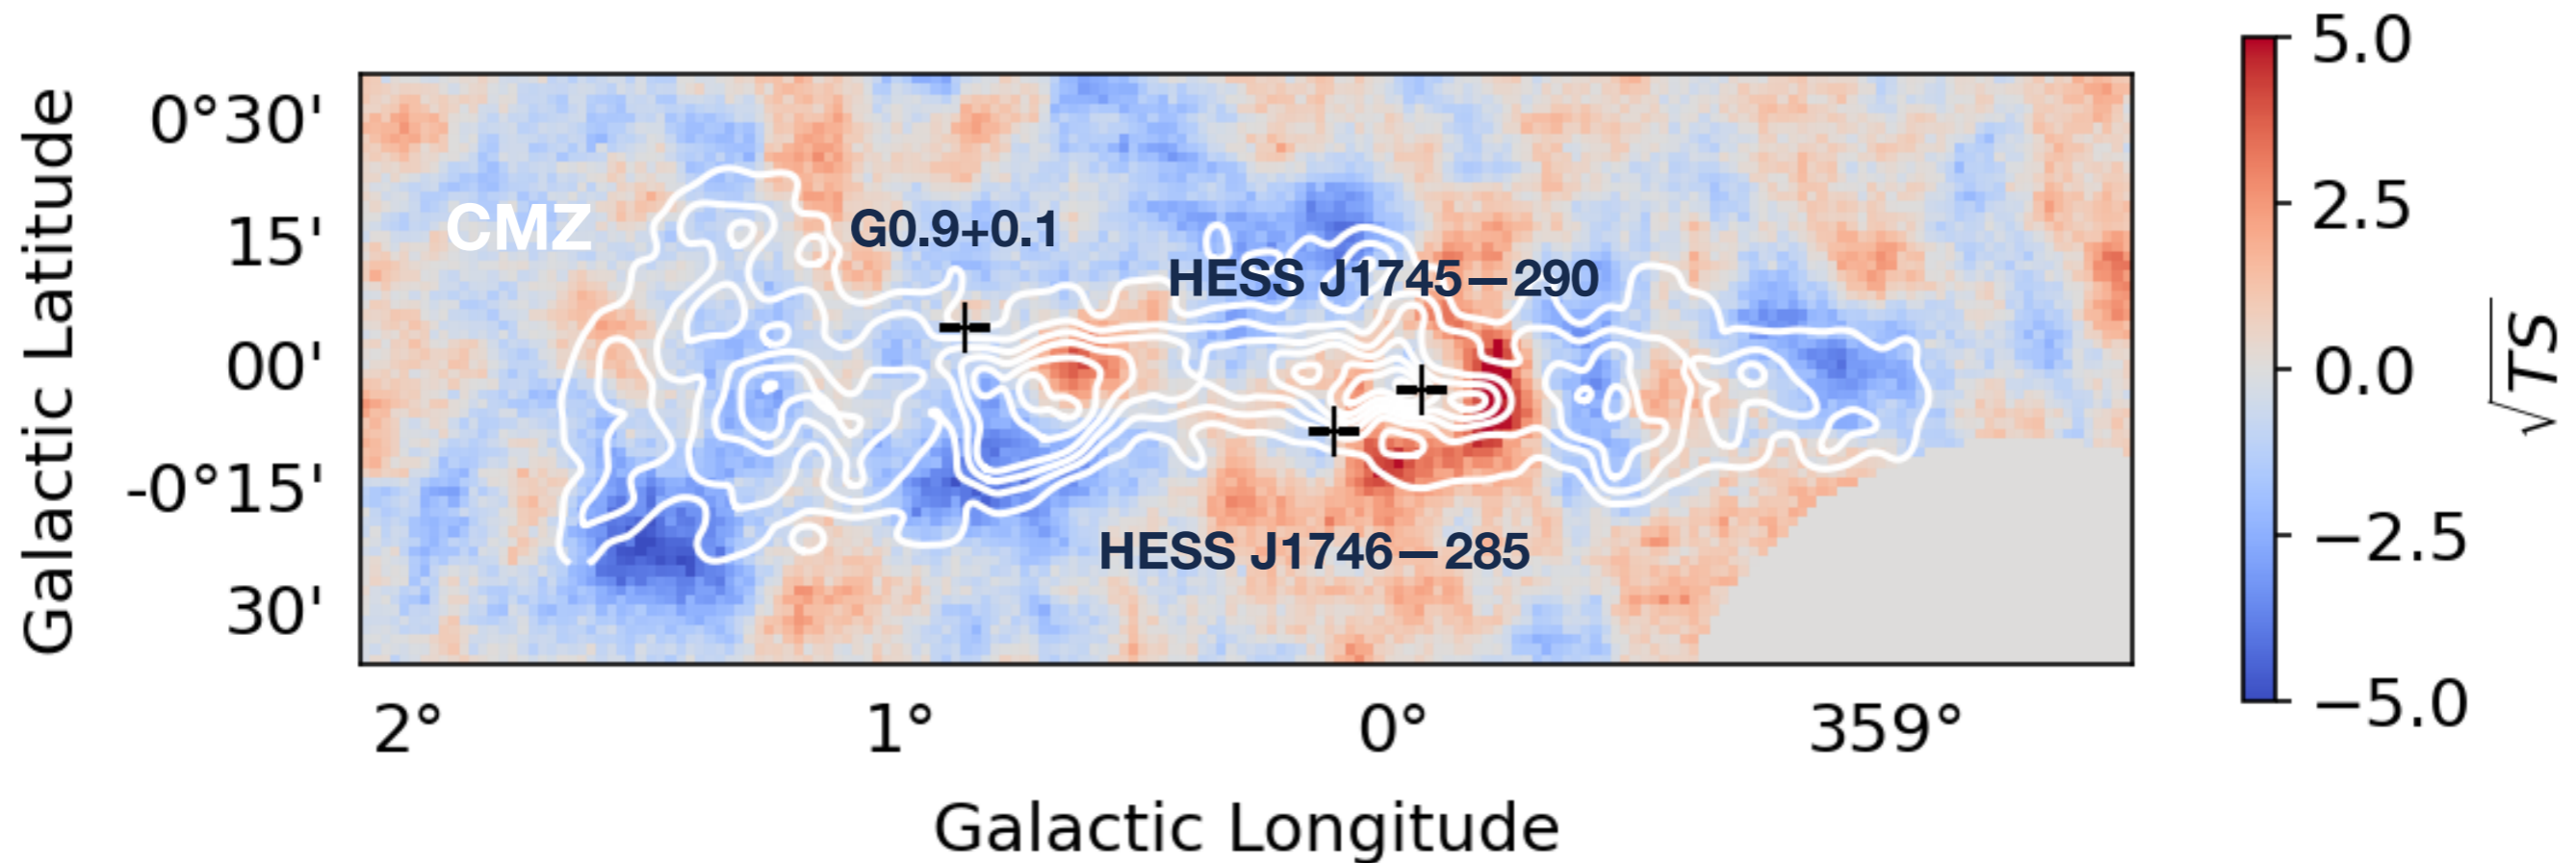 Galactic Latitude
0°30'
15'
00'
-0°15'
30'
CMZ
G0.9+0.1
HESS J1745—290
HESS J1746—285
2°
1°
0°
359°
Galactic Longitude
5.0
2.5
0.0
−2.5
−5.0
√TS